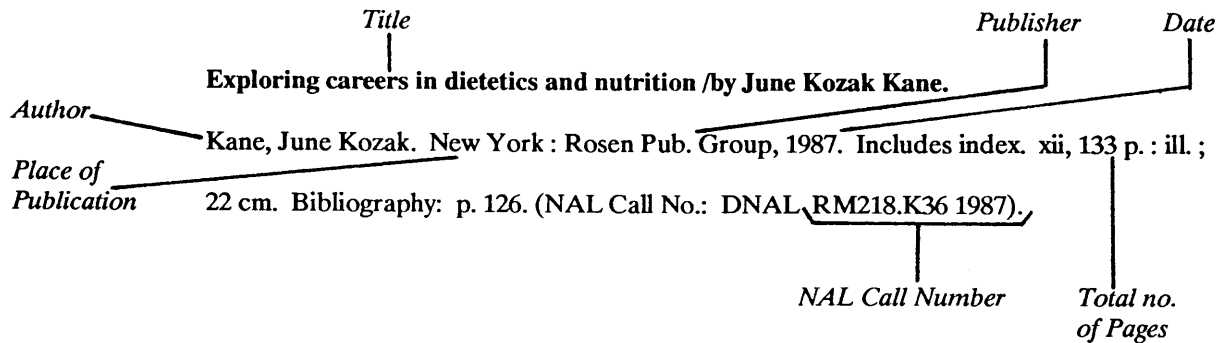 Title
Publisher
Date
Exploring careers in dietetics and nutrition /by June Kozak Kane.
Author
Kane, June Kozak. New York : Rosen Pub. Group, 1987. Includes index. xii, 133 p. : ill. ;
Place of
Publication
22 cm. Bibliography: p. 126. (NAL Call No.: DNAL RM218.K36 1987).
NAL Call Number
Total no.
of Pages